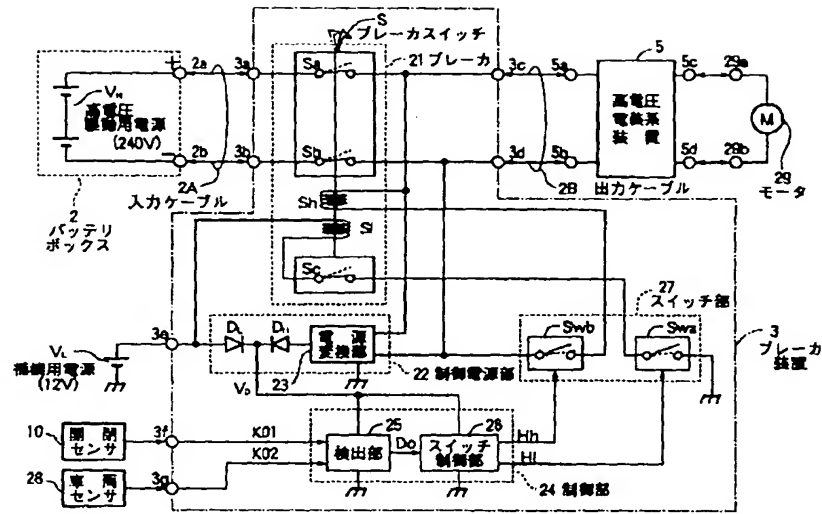 S
ブレーカスイッチ
21 ブレーカ
+ 2a 3a Sa 3c 5a 5 5c 29a
VH
高電圧
駆動用電源
(240V)
高電圧
電装系
装置
M
− 2b 3b Sb 3d 5b 5d 29b
2A
入力ケーブル
2B
出力ケーブル
29
モータ
2
バッテリ
ボックス
Sh
Sl
Sc
27
スイッチ部
Swb Swa
3
ブレーカ
装置
3e
VL
補機用電源
(12V)
電源
変換部
23
22 制御電源部
VD
10
開閉
センサ
3f
K01
25
検出部
Do
26
スイッチ
制御部
Hh
Hl
28
車両
センサ
3g
K02
24 制御部